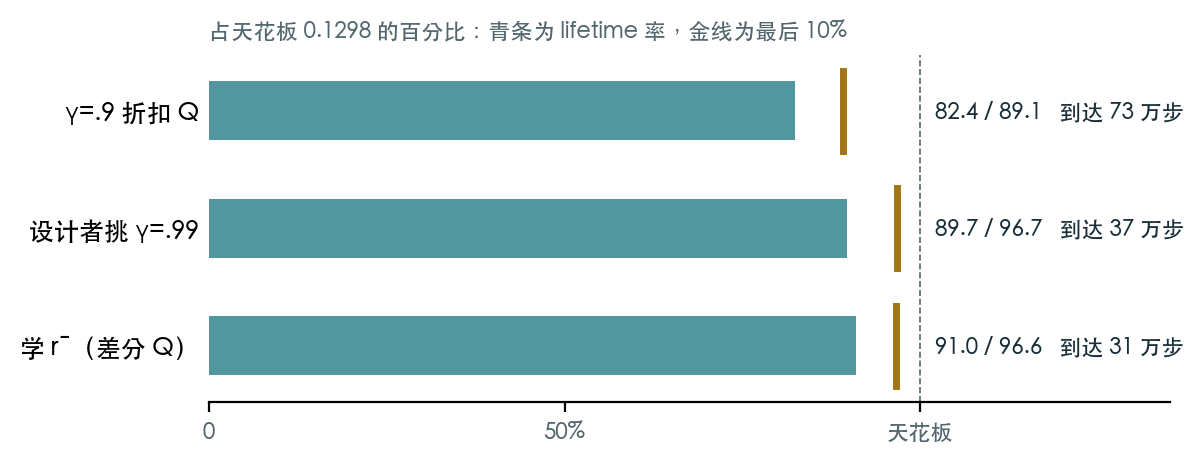 占天花板 0.1298 的百分比：青条为 lifetime 率，金线为最后 10%
γ=.9 折扣 Q
82.4 / 89.1 到达 73 万步
设计者挑 γ=.99
89.7 / 96.7 到达 37 万步
学 r¯（差分 Q）
91.0 / 96.6 到达 31 万步
0 50% 天花板